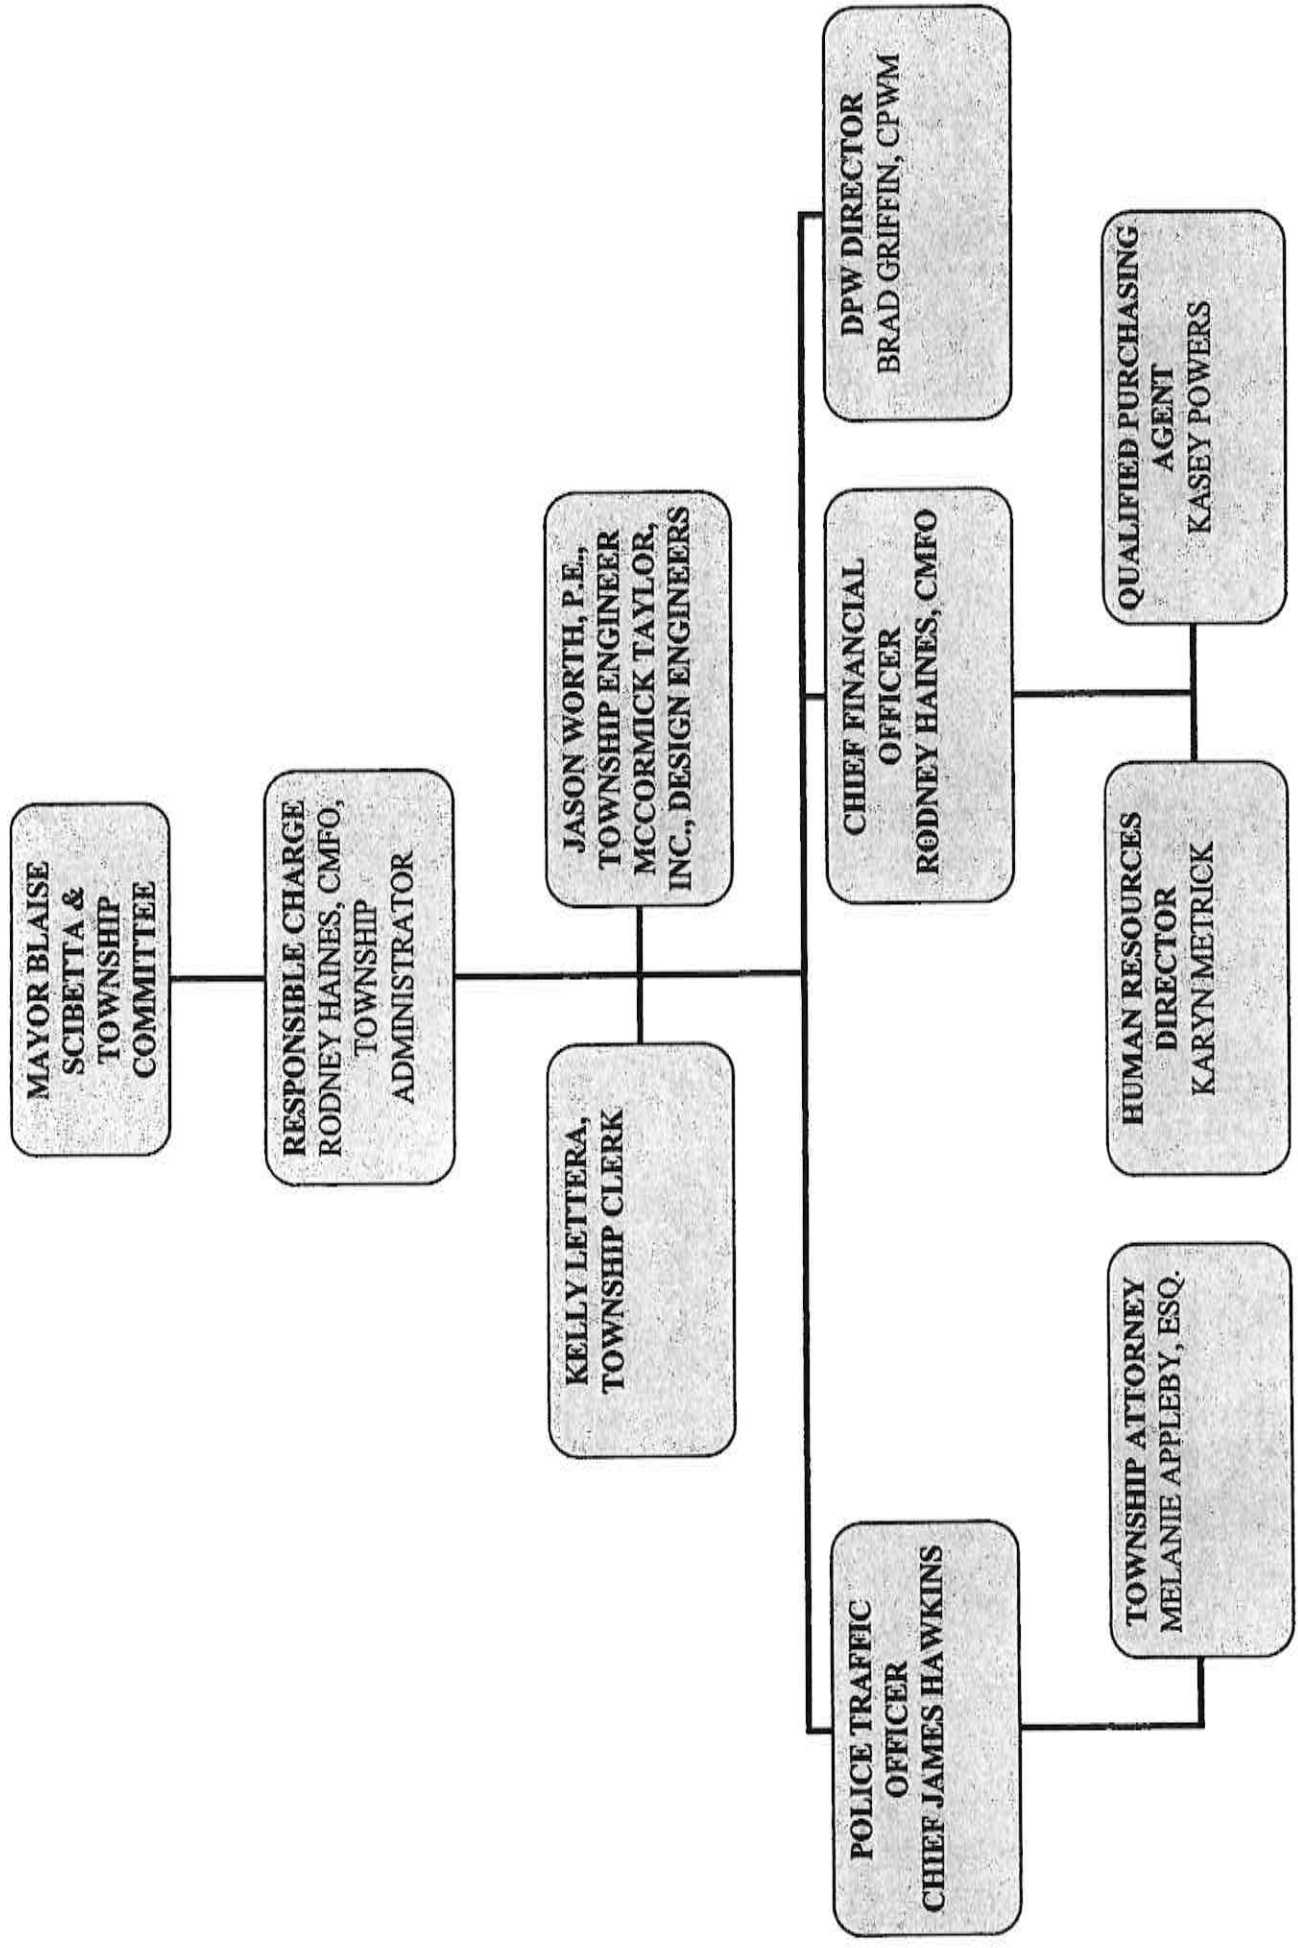 MAYOR BLAISE
SCIBETTA &
TOWNSHIP
COMMITTEE
RESPONSIBLE CHARGE
RODNEY HAINES, CMFO,
TOWNSHIP
ADMINISTRATOR
KELLY LETTERA,
TOWNSHIP CLERK
JASON WORTH, P.E.,
TOWNSHIP ENGINEER
MCCORMICK TAYLOR,
INC., DESIGN ENGINEERS
POLICE TRAFFIC
OFFICER
CHIEF JAMES HAWKINS
CHIEF FINANCIAL
OFFICER
RODNEY HAINES, CMFO
DPW DIRECTOR
BRAD GRIFFIN, CPWM
TOWNSHIP ATTORNEY
MELANIE APPLEBY, ESQ.
HUMAN RESOURCES
DIRECTOR
KARYN METRICK
QUALIFIED PURCHASING
AGENT
KASEY POWERS